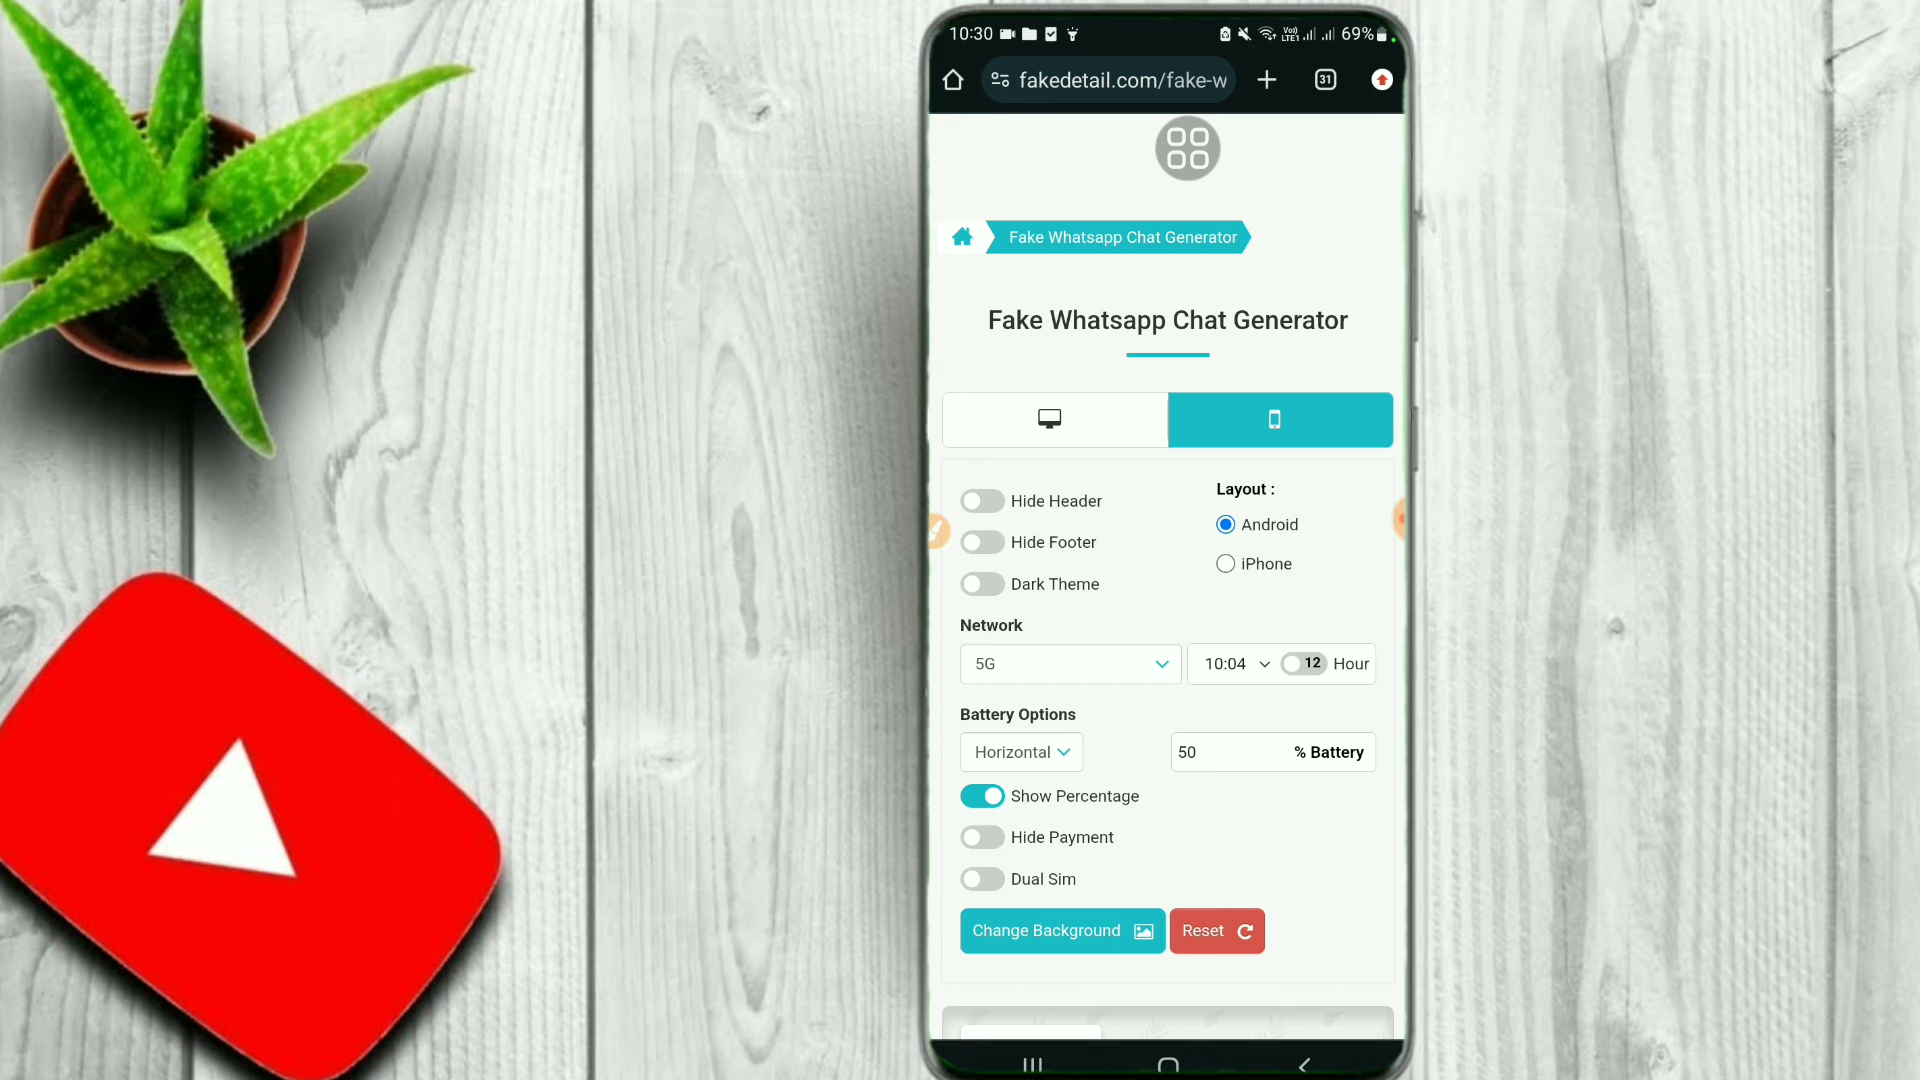 10:30 Vo) LTE1 69%
fakedetail.com/fake-w 31
Fake Whatsapp Chat Generator
Fake Whatsapp Chat Generator
Hide Header
Hide Footer
Dark Theme
Layout :
Android
iPhone
Network
5G 10:04 12 Hour
Battery Options
Horizontal 50 % Battery
Show Percentage
Hide Payment
Dual Sim
Change Background Reset